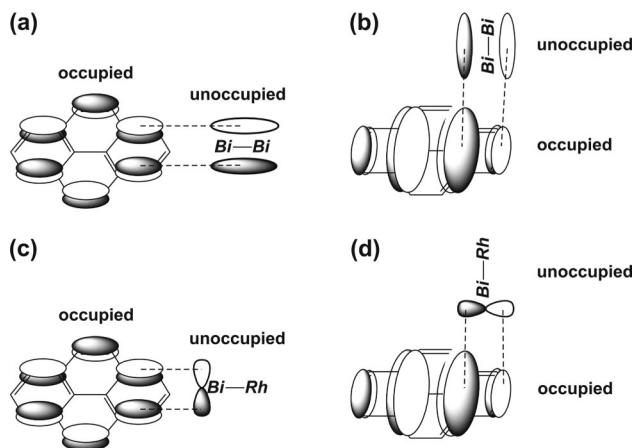 (a)
occupied
unoccupied
Bi—Bi
(b)
Bi—Bi
unoccupied
occupied
(c)
occupied
unoccupied
Bi—Rh
(d)
Bi—Rh
unoccupied
occupied